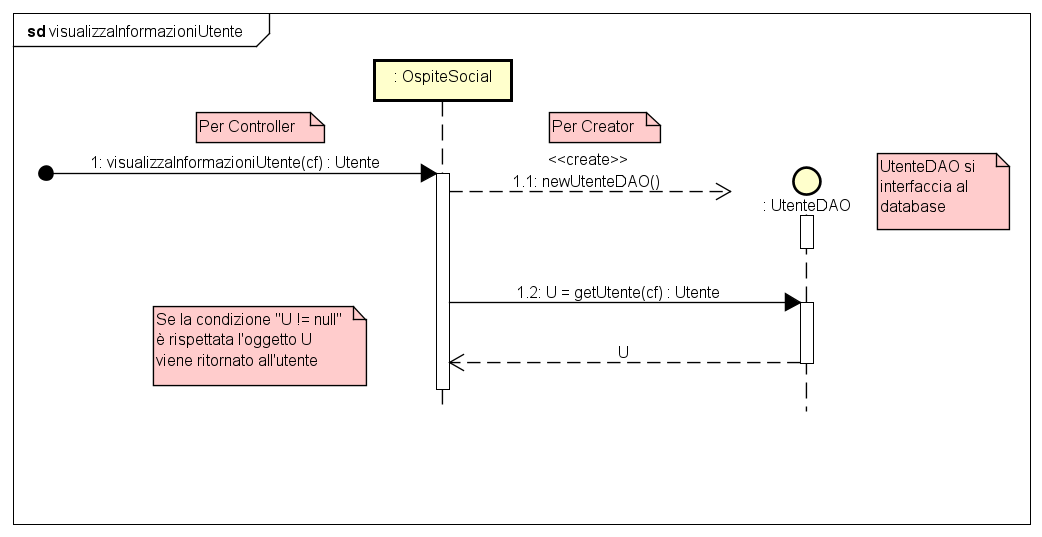 sd visualizzaInformazioniUtente
: OspiteSocial
Per Controller
Per Creator
1: visualizzaInformazioniUtente(cf) : Utente
<<create>>
1.1: newUtenteDAO()
: UtenteDAO
UtenteDAO si
interfaccia al
database
1.2: U = getUtente(cf) : Utente
Se la condizione "U != null"
è rispettata l'oggetto U
viene ritornato all'utente
U